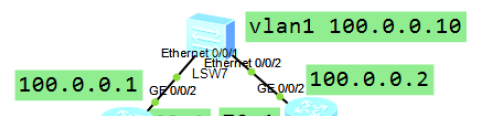 vlan1 100.0.0.10
Ethernet 0/0/1
Ethernet 0/0/2
LSW7
100.0.0.1
GE 0/0/2
GE 0/0/2
100.0.0.2